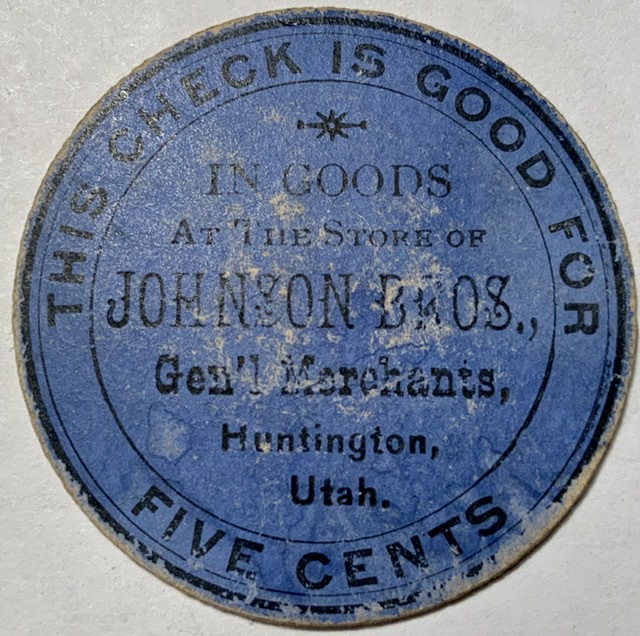 THIS CHECK IS GOOD FOR
IN GOODS
AT THE STORE OF
JOHNSON BROS.,
Gen'l Merchants,
Huntington,
Utah.
FIVE CENTS